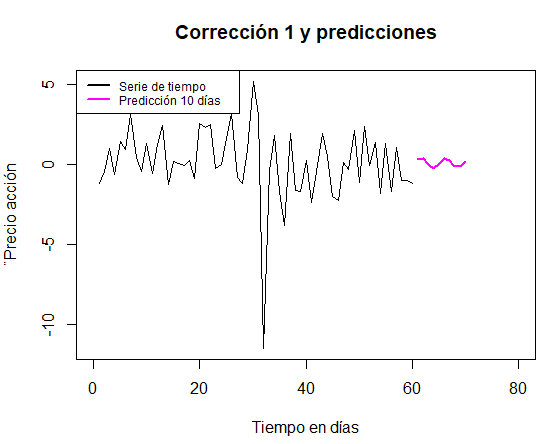 Corrección 1 y predicciones
Serie de tiempo
Predicción 10 días
5
0
-5
-10
"Precio acción
0 20 40 60 80
Tiempo en días